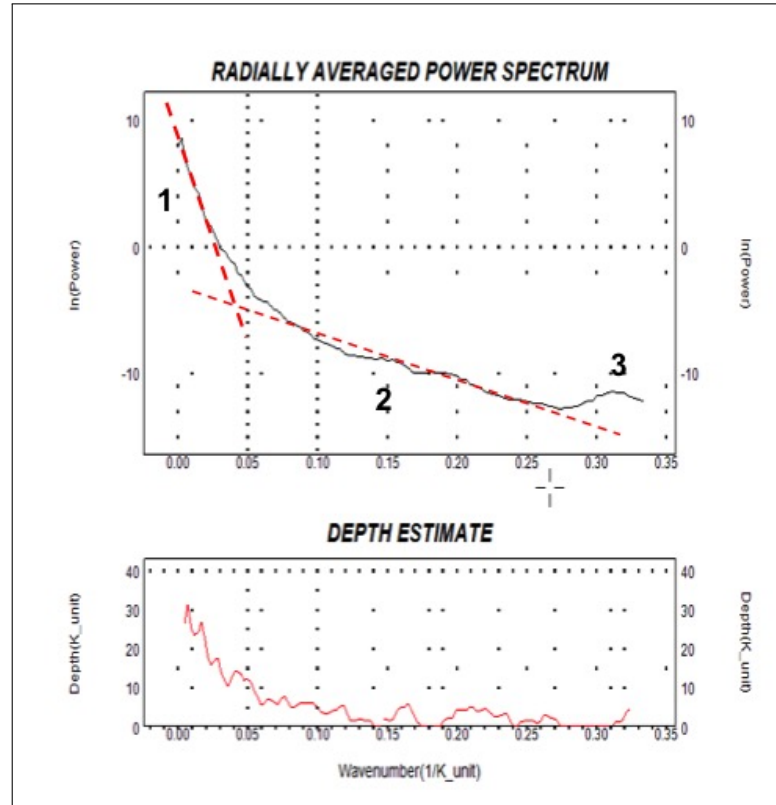 RADIALLY AVERAGED POWER SPECTRUM
10
0
-10
ln(Power)
1
2
3
10
0
-10
ln(Power)
0.00 0.05 0.10 0.15 0.20 0.25 0.30 0.35
DEPTH ESTIMATE
40
30
20
10
0
Depth(K_unit)
40
30
20
10
0
Depth(K_unit)
0.00 0.05 0.10 0.15 0.20 0.25 0.30 0.35
Wavenumber(1/K_unit)